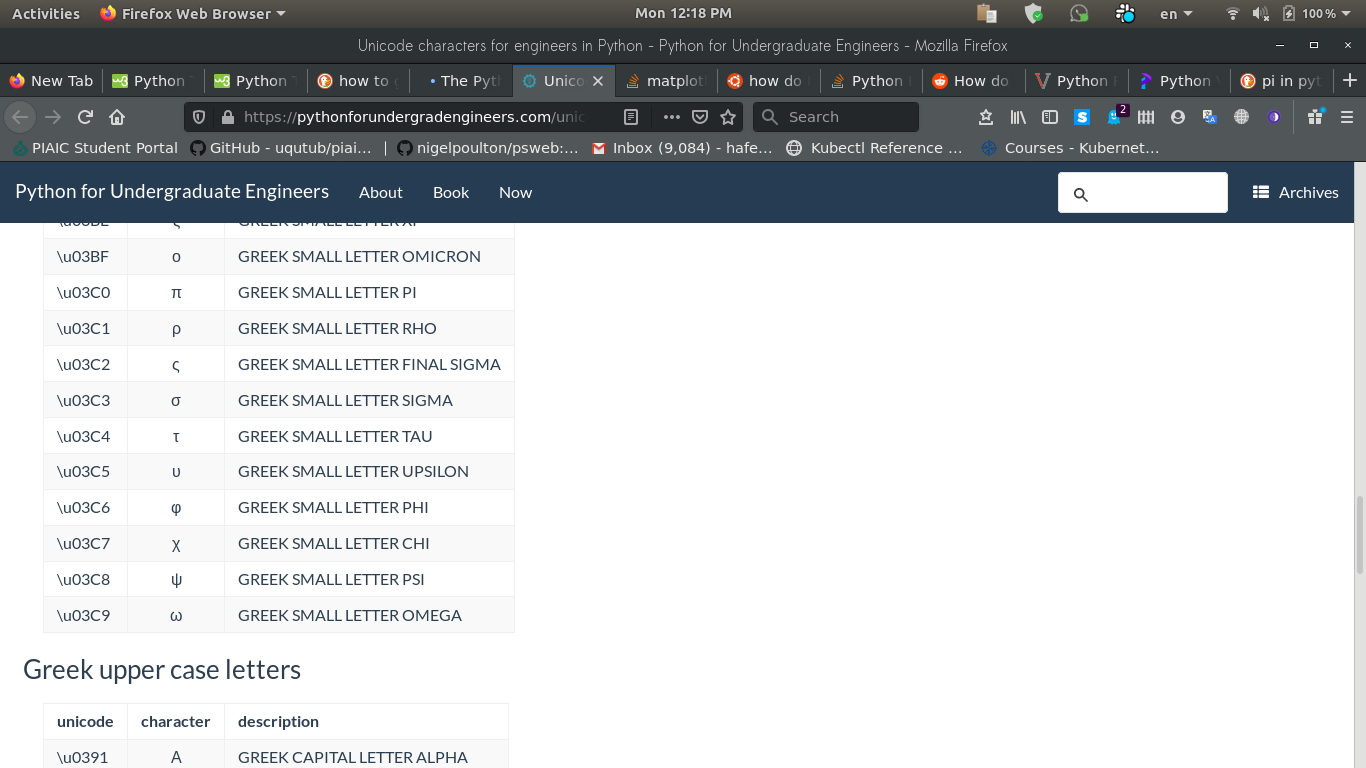 Activities Firefox Web Browser Mon 12:18 PM en 100%
Unicode characters for engineers in Python - Python for Undergraduate Engineers - Mozilla Firefox
New Tab Python Python how to The Pyt Unico matplot how do Python How do Python Python pi in pyt
https://pythonforundergradengineers.com/unic Search 2
PIAIC Student Portal GitHub - uqutub/piai… | nigelpoulton/psweb:… Inbox (9,084) - hafe… Kubectl Reference … Courses - Kubernet…
Python for Undergraduate Engineers About Book Now Archives
\u03BF ο GREEK SMALL LETTER OMICRON
\u03C0 π GREEK SMALL LETTER PI
\u03C1 ρ GREEK SMALL LETTER RHO
\u03C2 ς GREEK SMALL LETTER FINAL SIGMA
\u03C3 σ GREEK SMALL LETTER SIGMA
\u03C4 τ GREEK SMALL LETTER TAU
\u03C5 υ GREEK SMALL LETTER UPSILON
\u03C6 φ GREEK SMALL LETTER PHI
\u03C7 χ GREEK SMALL LETTER CHI
\u03C8 ψ GREEK SMALL LETTER PSI
\u03C9 ω GREEK SMALL LETTER OMEGA
Greek upper case letters
unicode character description
\u0391 Α GREEK CAPITAL LETTER ALPHA